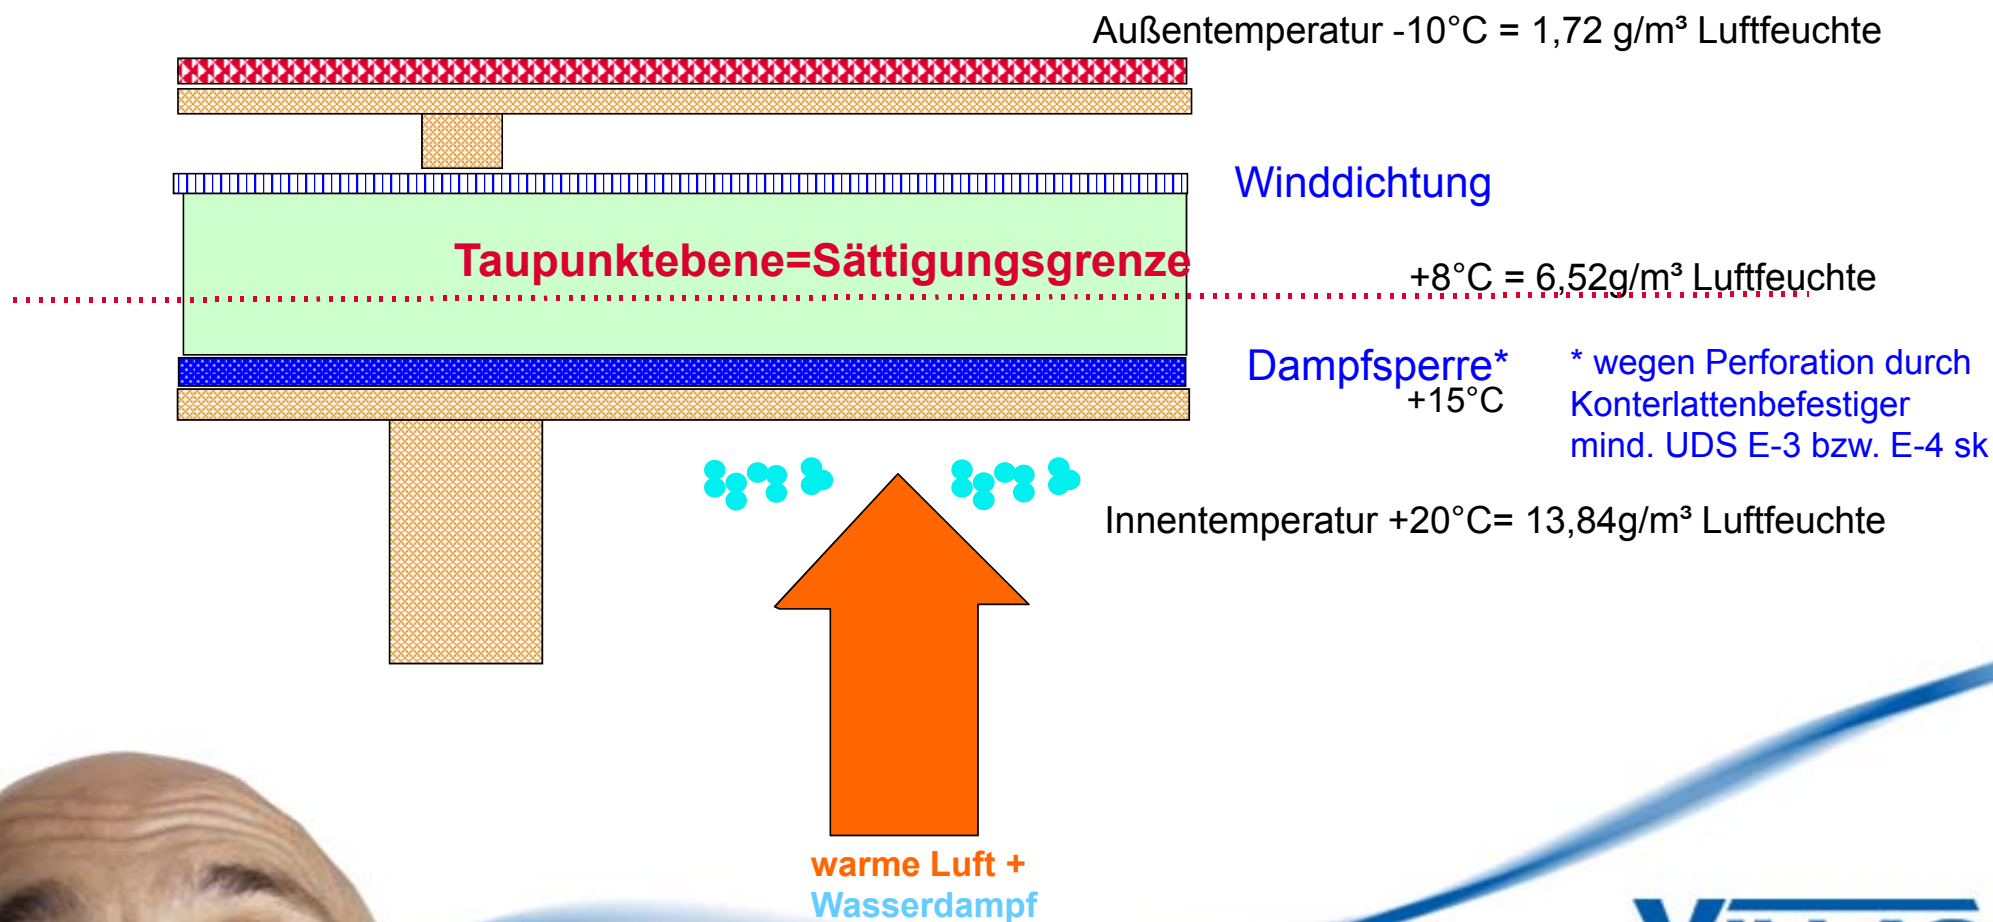 Außentemperatur -10°C = 1,72 g/m³ Luftfeuchte
Winddichtung
Taupunktebene=Sättigungsgrenze
+8°C = 6,52g/m³ Luftfeuchte
Dampfsperre*
+15°C
* wegen Perforation durch
Konterlattenbefestiger
mind. UDS E-3 bzw. E-4 sk
Innentemperatur +20°C= 13,84g/m³ Luftfeuchte
warme Luft +
Wasserdampf